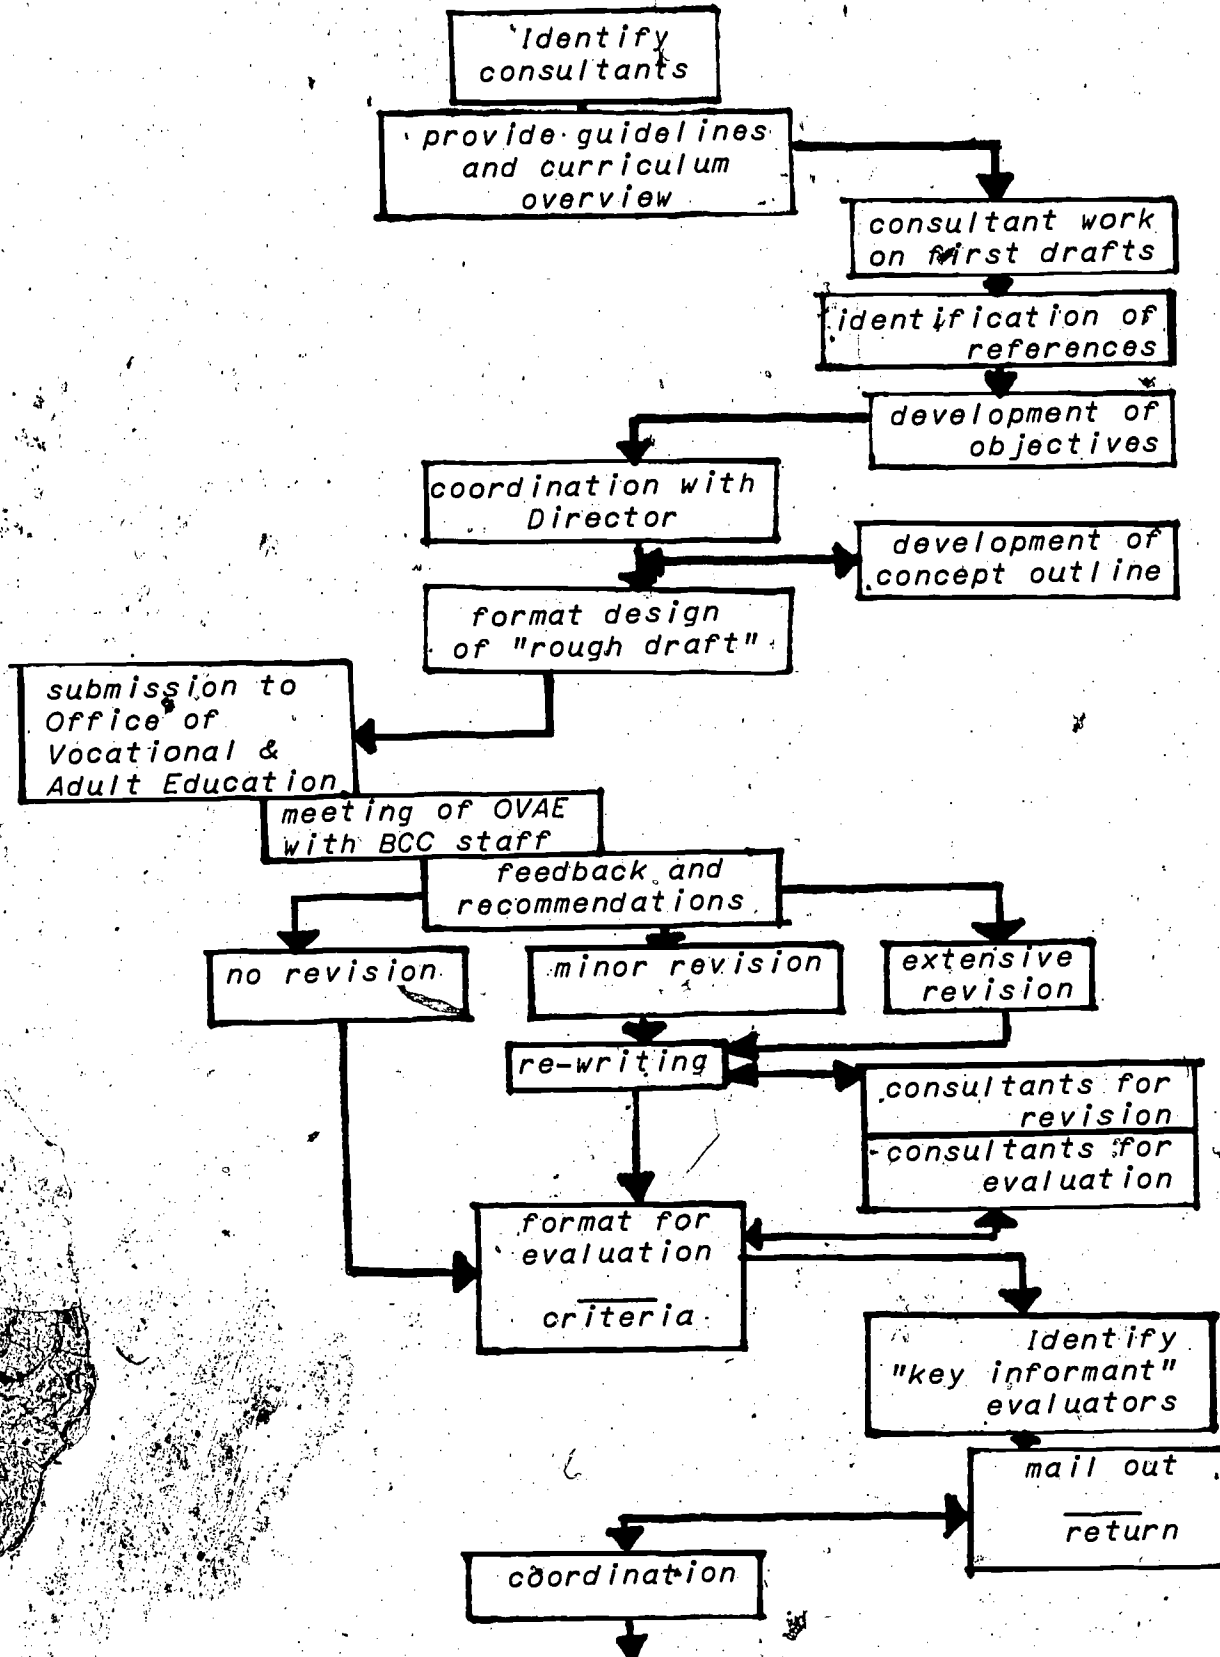 Identify
consultants
provide guidelines
and curriculum
overview
consultant work
on first drafts
identification of
references
development of
objectives
coordination with
Director
development of
concept outline
format design
of "rough draft"
submission to
Office of
Vocational &
Adult Education
meeting of OVAE
with BCC staff
feedback and
recommendations
no revision
minor revision
extensive
revision
re-writing
consultants for
revision
consultants for
evaluation
format for
evaluation
criteria
Identify
"key informant"
evaluators
mail out
return
coordination